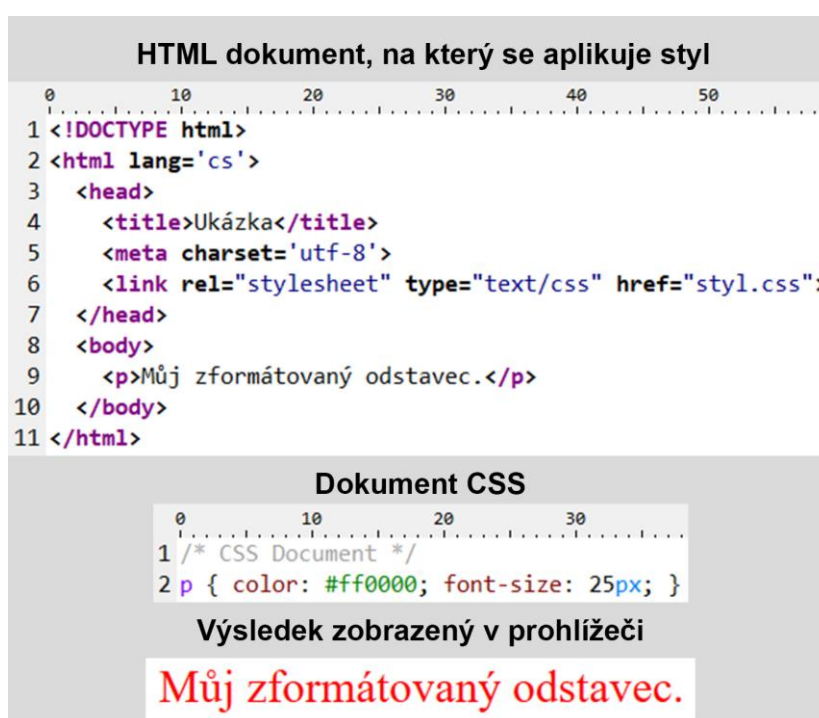 HTML dokument, na který se aplikuje styl
0 10 20 30 40 50
1 <!DOCTYPE html>
2 <html lang='cs'>
3 <head>
4 <title>Ukázka</title>
5 <meta charset='utf-8'>
6 <link rel="stylesheet" type="text/css" href="styl.css">
7 </head>
8 <body>
9 <p>Můj zformátovaný odstavec.</p>
10 </body>
11 </html>
Dokument CSS
0 10 20 30
1 /* CSS Document */
2 p { color: #ff0000; font-size: 25px; }
Výsledek zobrazený v prohlížeči
Můj zformátovaný odstavec.